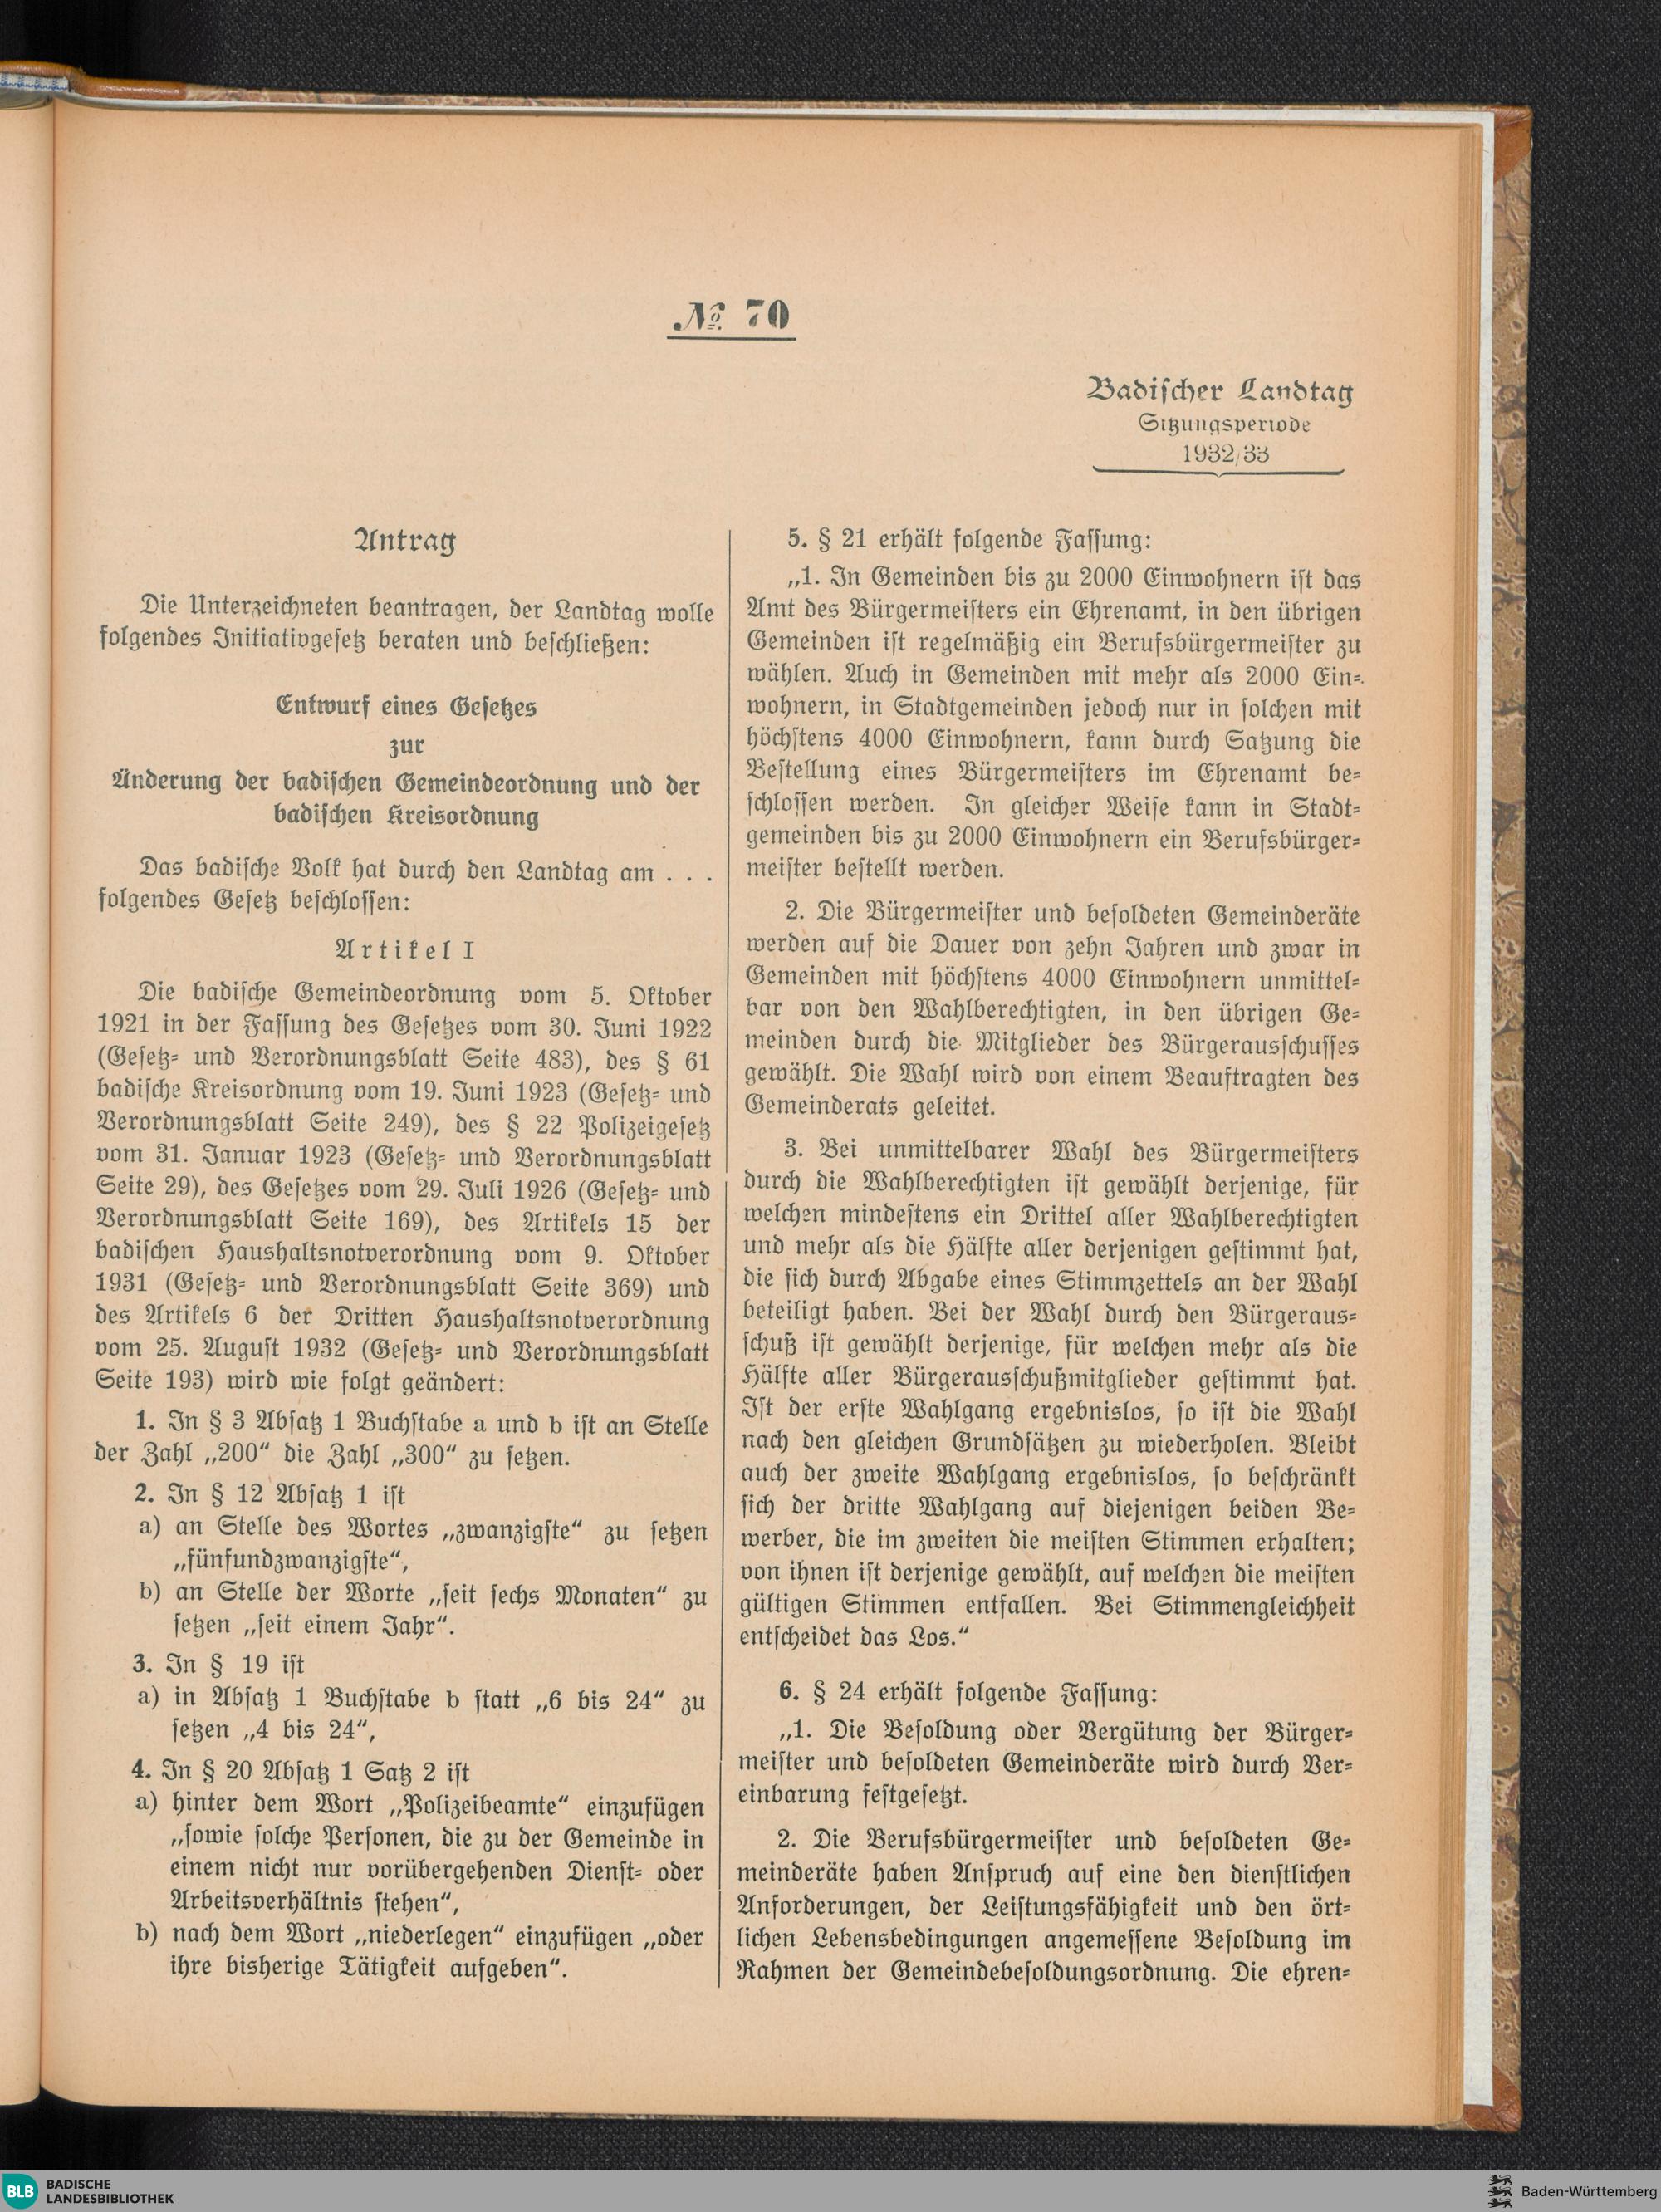 № 70
Badischer Landtag
Sitzungsperiode
1932/33
Antrag
Die Unterzeichneten beantragen, der Landtag wolle
folgendes Initiativgesetz beraten und beschließen:
Entwurf eines Gesetzes
zur
Änderung der badischen Gemeindeordnung und der
badischen Kreisordnung
Das badische Volk hat durch den Landtag am . . .
folgendes Gesetz beschlossen:
Artikel I
Die badische Gemeindeordnung vom 5. Oktober
1921 in der Fassung des Gesetzes vom 30. Juni 1922
(Gesetz- und Verordnungsblatt Seite 483), des § 61
badische Kreisordnung vom 19. Juni 1923 (Gesetz- und
Verordnungsblatt Seite 249), des § 22 Polizeigesetz
vom 31. Januar 1923 (Gesetz- und Verordnungsblatt
Seite 29), des Gesetzes vom 29. Juli 1926 (Gesetz- und
Verordnungsblatt Seite 169), des Artikels 15 der
badischen Haushaltsnotverordnung vom 9. Oktober
1931 (Gesetz- und Verordnungsblatt Seite 369) und
des Artikels 6 der Dritten Haushaltsnotverordnung
vom 25. August 1932 (Gesetz- und Verordnungsblatt
Seite 193) wird wie folgt geändert:
1. In § 3 Absatz 1 Buchstabe a und b ist an Stelle
der Zahl „200“ die Zahl „300“ zu setzen.
2. In § 12 Absatz 1 ist
a) an Stelle des Wortes „zwanzigste“ zu setzen
„fünfundzwanzigste“,
b) an Stelle der Worte „seit sechs Monaten“ zu
setzen „seit einem Jahr“.
3. In § 19 ist
a) in Absatz 1 Buchstabe b statt „6 bis 24“ zu
setzen „4 bis 24“,
4. In § 20 Absatz 1 Satz 2 ist
a) hinter dem Wort „Polizeibeamte“ einzufügen
„sowie solche Personen, die zu der Gemeinde in
einem nicht nur vorübergehenden Dienst- oder
Arbeitsverhältnis stehen“,
b) nach dem Wort „niederlegen“ einzufügen „oder
ihre bisherige Tätigkeit aufgeben“.
5. § 21 erhält folgende Fassung:
„1. In Gemeinden bis zu 2000 Einwohnern ist das
Amt des Bürgermeisters ein Ehrenamt, in den übrigen
Gemeinden ist regelmäßig ein Berufsbürgermeister zu
wählen. Auch in Gemeinden mit mehr als 2000 Ein-
wohnern, in Stadtgemeinden jedoch nur in solchen mit
höchstens 4000 Einwohnern, kann durch Satzung die
Bestellung eines Bürgermeisters im Ehrenamt be-
schlossen werden. In gleicher Weise kann in Stadt-
gemeinden bis zu 2000 Einwohnern ein Berufsbürger-
meister bestellt werden.
2. Die Bürgermeister und besoldeten Gemeinderäte
werden auf die Dauer von zehn Jahren und zwar in
Gemeinden mit höchstens 4000 Einwohnern unmittel-
bar von den Wahlberechtigten, in den übrigen Ge-
meinden durch die Mitglieder des Bürgerausschusses
gewählt. Die Wahl wird von einem Beauftragten des
Gemeinderats geleitet.
3. Bei unmittelbarer Wahl des Bürgermeisters
durch die Wahlberechtigten ist gewählt derjenige, für
welchen mindestens ein Drittel aller Wahlberechtigten
und mehr als die Hälfte aller derjenigen gestimmt hat,
die sich durch Abgabe eines Stimmzettels an der Wahl
beteiligt haben. Bei der Wahl durch den Bürgeraus-
schuß ist gewählt derjenige, für welchen mehr als die
Hälfte aller Bürgerausschußmitglieder gestimmt hat.
Ist der erste Wahlgang ergebnislos, so ist die Wahl
nach den gleichen Grundsätzen zu wiederholen. Bleibt
auch der zweite Wahlgang ergebnislos, so beschränkt
sich der dritte Wahlgang auf diejenigen beiden Be-
werber, die im zweiten die meisten Stimmen erhalten;
von ihnen ist derjenige gewählt, auf welchen die meisten
gültigen Stimmen entfallen. Bei Stimmengleichheit
entscheidet das Los.“
6. § 24 erhält folgende Fassung:
„1. Die Besoldung oder Vergütung der Bürger-
meister und besoldeten Gemeinderäte wird durch Ver-
einbarung festgesetzt.
2. Die Berufsbürgermeister und besoldeten Ge-
meinderäte haben Anspruch auf eine den dienstlichen
Anforderungen, der Leistungsfähigkeit und den ört-
lichen Lebensbedingungen angemessene Besoldung im
Rahmen der Gemeindebesoldungsordnung. Die ehren-
BLB BADISCHE
LANDESBIBLIOTHEK
Baden-Württemberg